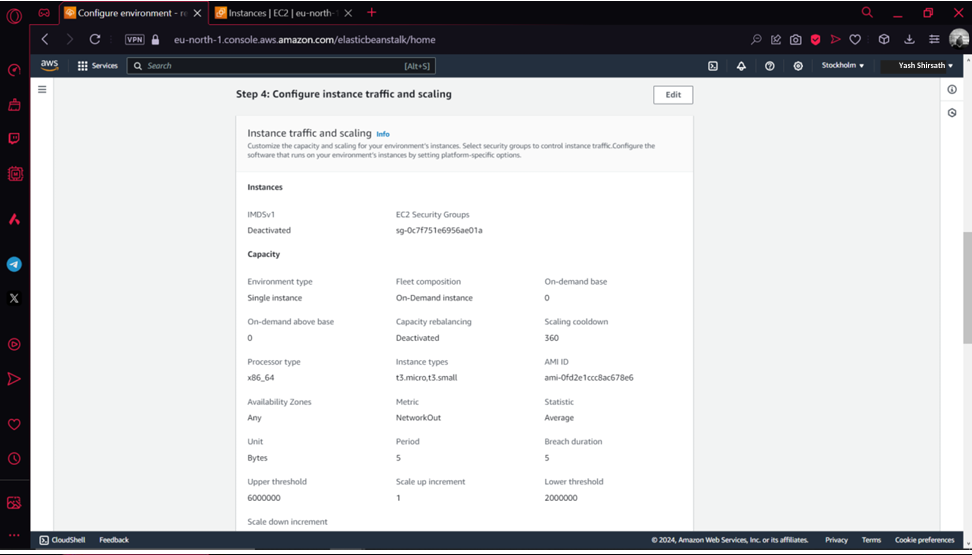 Configure environment - re
Instances | EC2 | eu-north-1
VPN
eu-north-1.console.aws.amazon.com/elasticbeanstalk/home
aws
Services
Search
[Alt+S]
Stockholm
Yash Shirsath
Step 4: Configure instance traffic and scaling
Edit
Instance traffic and scaling Info
Customize the capacity and scaling for your environment's instances. Select security groups to control instance traffic.Configure the
software that runs on your environment's instances by setting platform-specific options.
Instances
IMDSv1 EC2 Security Groups
Deactivated sg-0c7f751e6956ae01a
Capacity
Environment type Fleet composition On-demand base
Single instance On-Demand instance 0
On-demand above base Capacity rebalancing Scaling cooldown
0 Deactivated 360
Processor type Instance types AMI ID
x86_64 t3.micro,t3.small ami-0fd2e1ccc8ac678e6
Availability Zones Metric Statistic
Any NetworkOut Average
Unit Period Breach duration
Bytes 5 5
Upper threshold Scale up increment Lower threshold
6000000 1 2000000
Scale down increment
CloudShell Feedback © 2024, Amazon Web Services, Inc. or its affiliates. Privacy Terms Cookie preferences